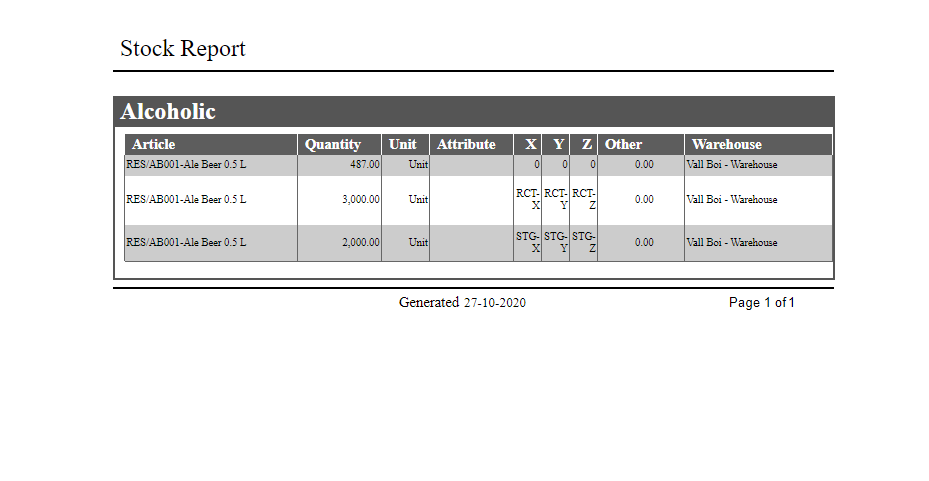 Stock Report
Alcoholic
Article Quantity Unit Attribute X Y Z Other Warehouse
RES/AB001-Ale Beer 0.5 L 487.00 Unit 0 0 0 0.00 Vall Boi - Warehouse
RES/AB001-Ale Beer 0.5 L 3,000.00 Unit RCT-X RCT-Y RCT-Z 0.00 Vall Boi - Warehouse
RES/AB001-Ale Beer 0.5 L 2,000.00 Unit STG-X STG-Y STG-Z 0.00 Vall Boi - Warehouse
Generated 27-10-2020 Page 1 of 1